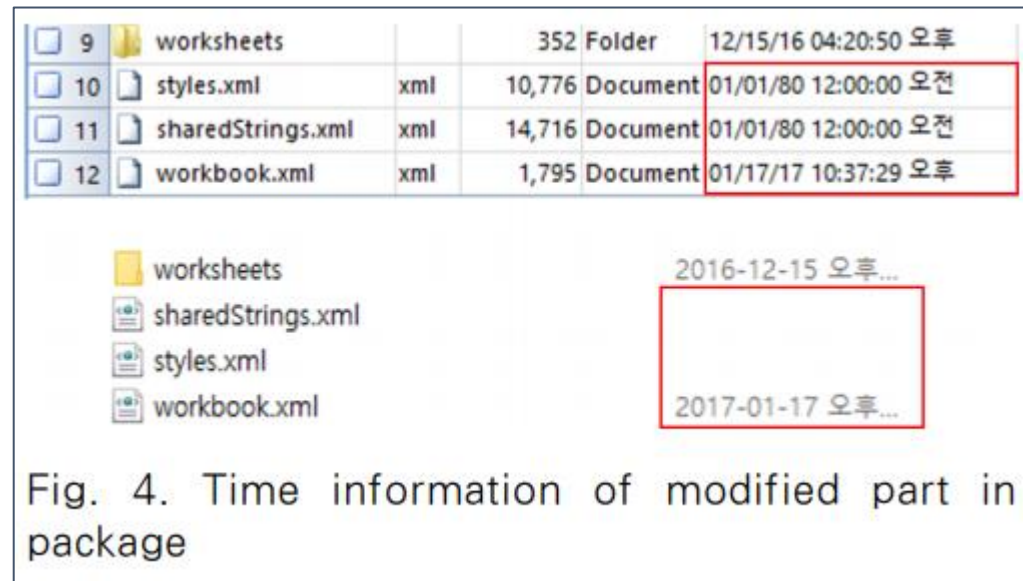 9 worksheets 352 Folder 12/15/16 04:20:50 오후
10 styles.xml xml 10,776 Document 01/01/80 12:00:00 오전
11 sharedStrings.xml xml 14,716 Document 01/01/80 12:00:00 오전
12 workbook.xml xml 1,795 Document 01/17/17 10:37:29 오후
worksheets 2016-12-15 오후...
sharedStrings.xml
styles.xml
workbook.xml 2017-01-17 오후...
Fig. 4. Time information of modified part in
package